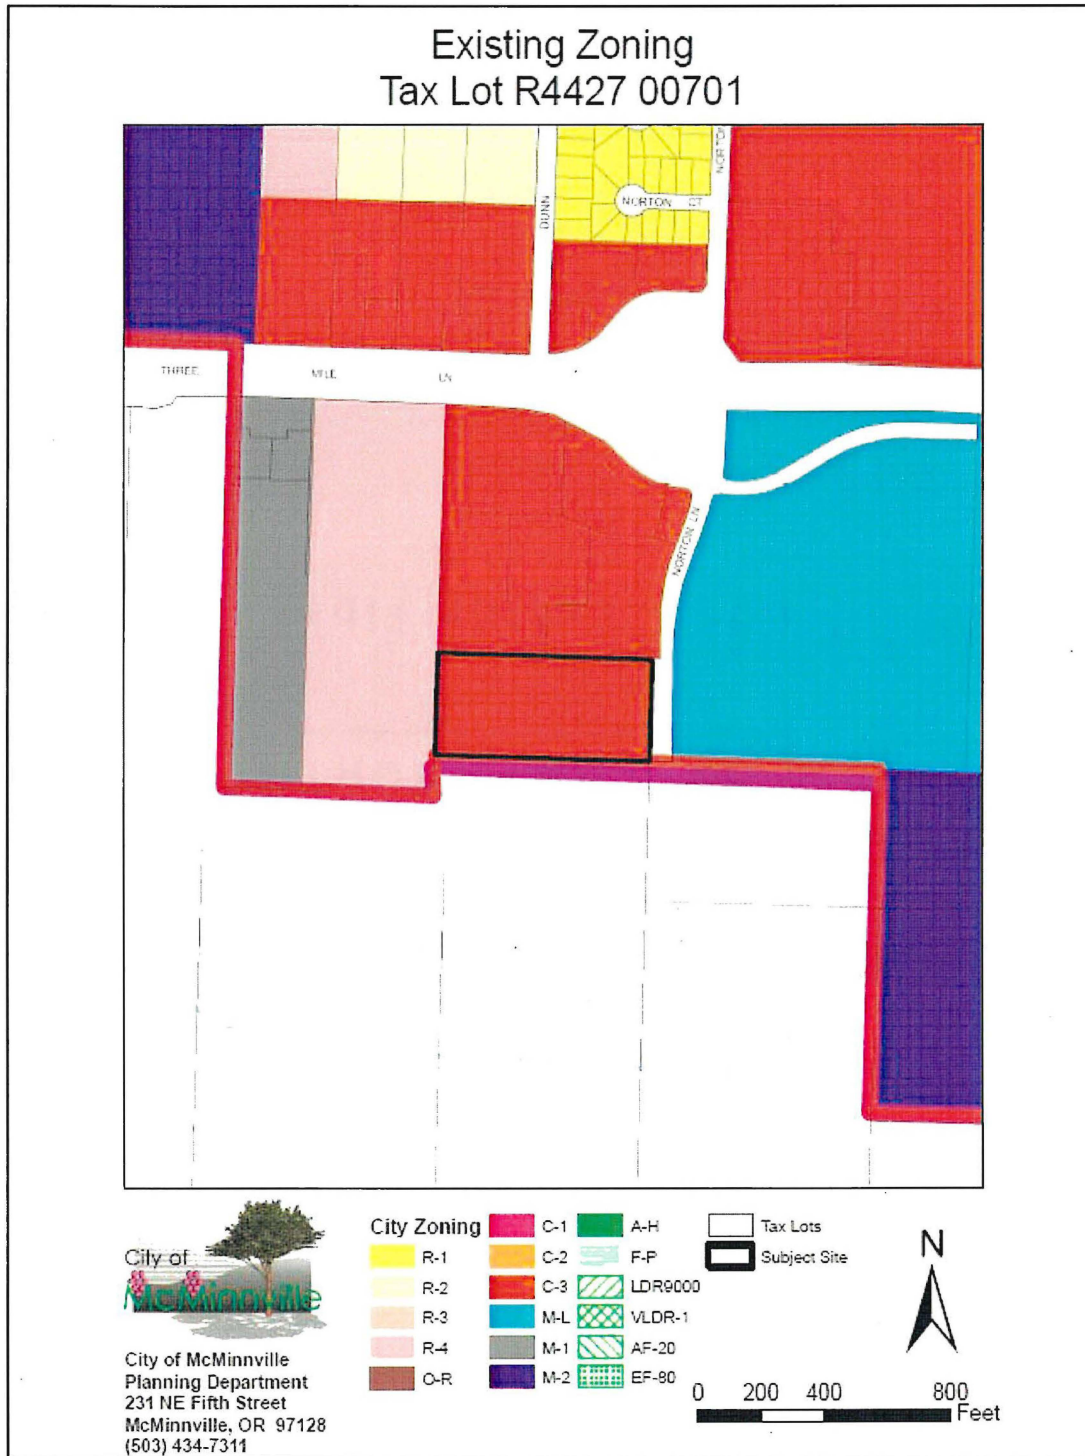 Existing Zoning
Tax Lot R4427 00701
DUNN
NORTON
NORTON CT
THREE MILE LN
NORTON LN
City of
McMinnville
City of McMinnville
Planning Department
231 NE Fifth Street
McMinnville, OR 97128
(503) 434-7311
City Zoning
R-1
R-2
R-3
R-4
O-R
C-1
C-2
C-3
M-L
M-1
M-2
A-H
F-P
LDR9000
VLDR-1
AF-20
EF-80
Tax Lots
Subject Site
N
0 200 400 800
Feet